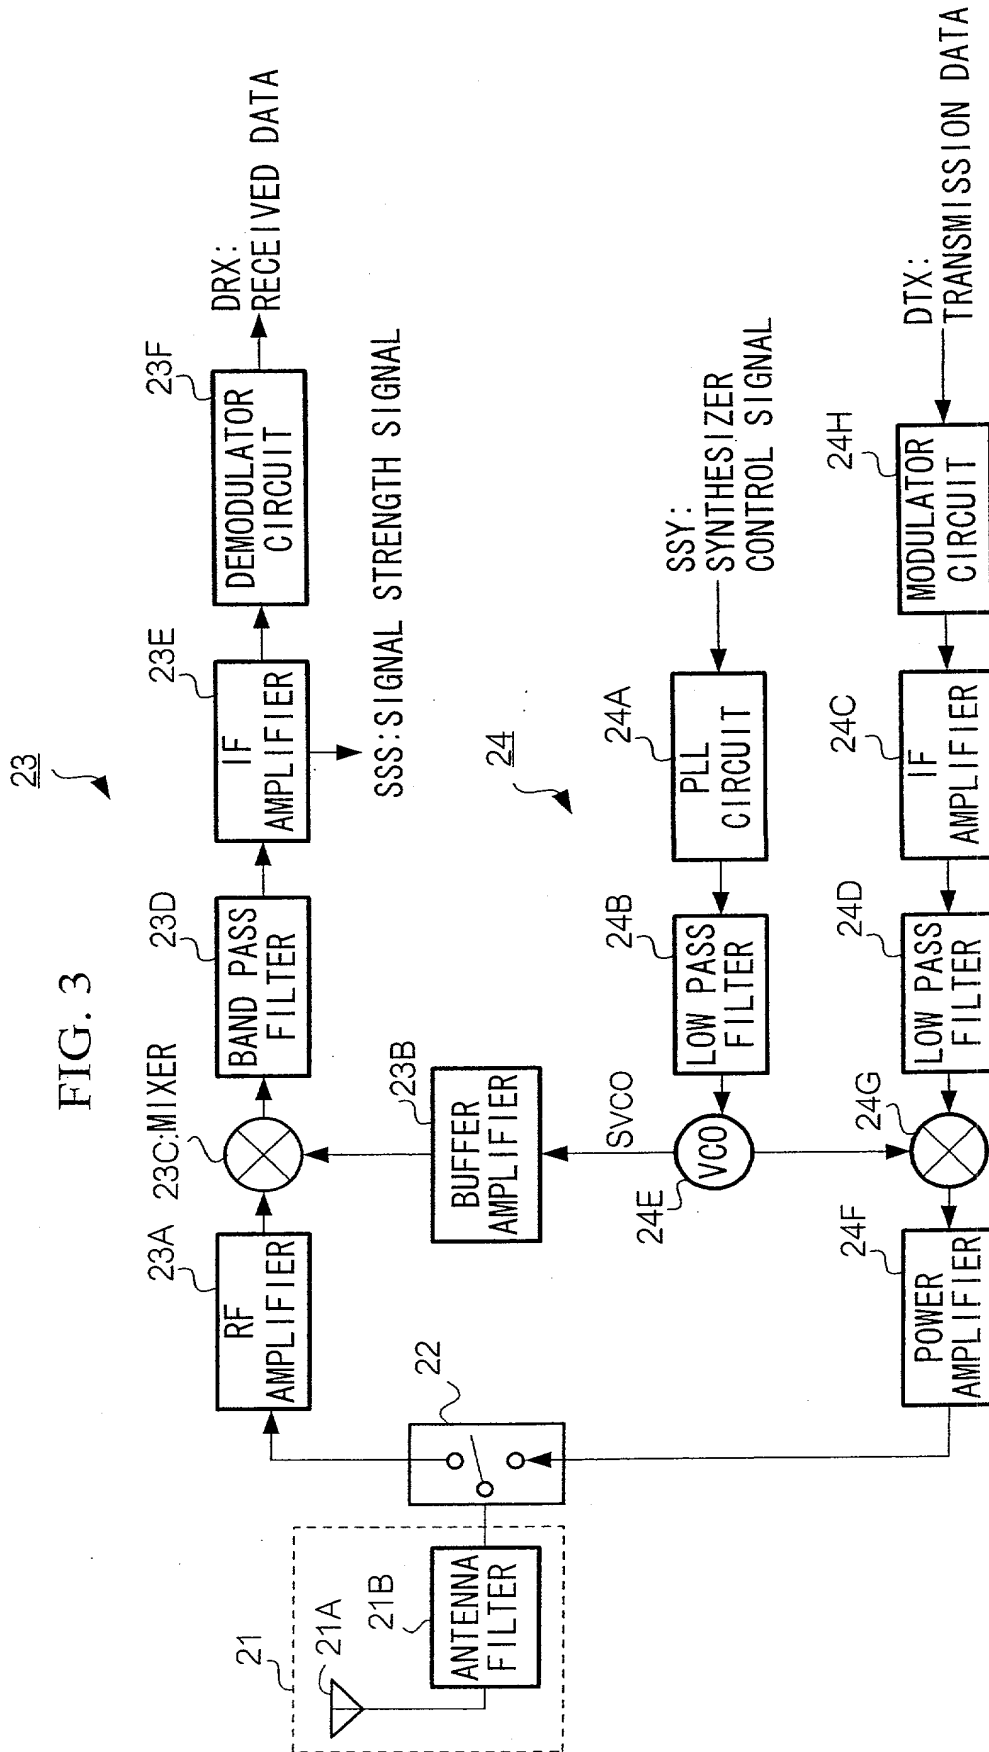 FIG. 3
23
23A
23C:MIXER
23D
23E
23F
RF
AMPLIFIER
BAND PASS
FILTER
IF
AMPLIFIER
DEMODULATOR
CIRCUIT
DRX:
RECEIVED DATA
SSS:SIGNAL STRENGTH SIGNAL
23B
BUFFER
AMPLIFIER
21
21A
21B
ANTENNA
FILTER
22
24
SVCO
24E
VCO
24B
LOW PASS
FILTER
24A
PLL
CIRCUIT
SSY:
SYNTHESIZER
CONTROL SIGNAL
24F
POWER
AMPLIFIER
24G
24D
LOW PASS
FILTER
24C
IF
AMPLIFIER
24H
MODULATOR
CIRCUIT
DTX:
TRANSMISSION DATA